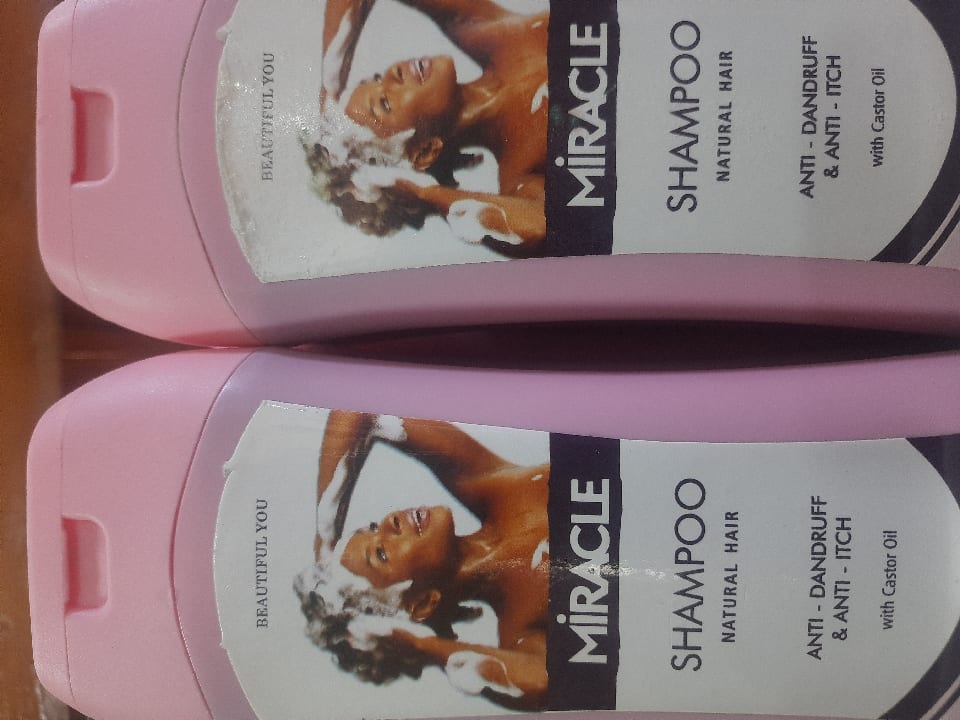 BEAUTIFUL YOU
MiRACLE
SHAMPOO
NATURAL HAIR
ANTI - DANDRUFF
& ANTI - ITCH
with Castor Oil
BEAUTIFUL YOU
MiRACLE
SHAMPOO
NATURAL HAIR
ANTI - DANDRUFF
& ANTI - ITCH
with Castor Oil